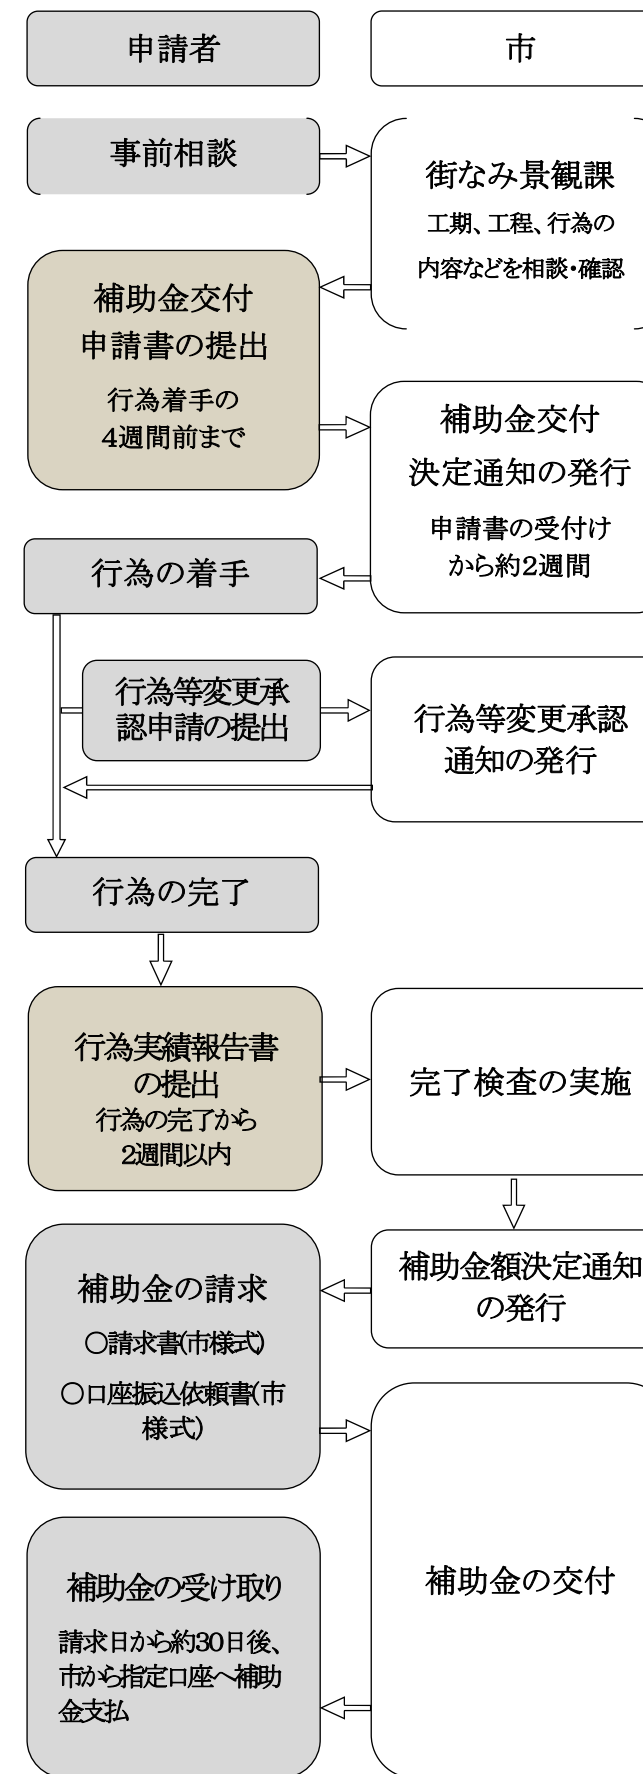 申請者
市
事前相談
街なみ景観課
工期、工程、行為の
内容などを相談・確認
補助金交付
申請書の提出
行為着手の
4週間前まで
補助金交付
決定通知の発行
申請書の受付け
から約2週間
行為の着手
行為等変更承
認申請の提出
行為等変更承認
通知の発行
行為の完了
行為実績報告書
の提出
行為の完了から
2週間以内
完了検査の実施
補助金額決定通知
の発行
補助金の請求
〇請求書(市様式)
〇口座振込依頼書(市
様式)
補助金の交付
補助金の受け取り
請求日から約30日後、
市から指定口座へ補助
金支払